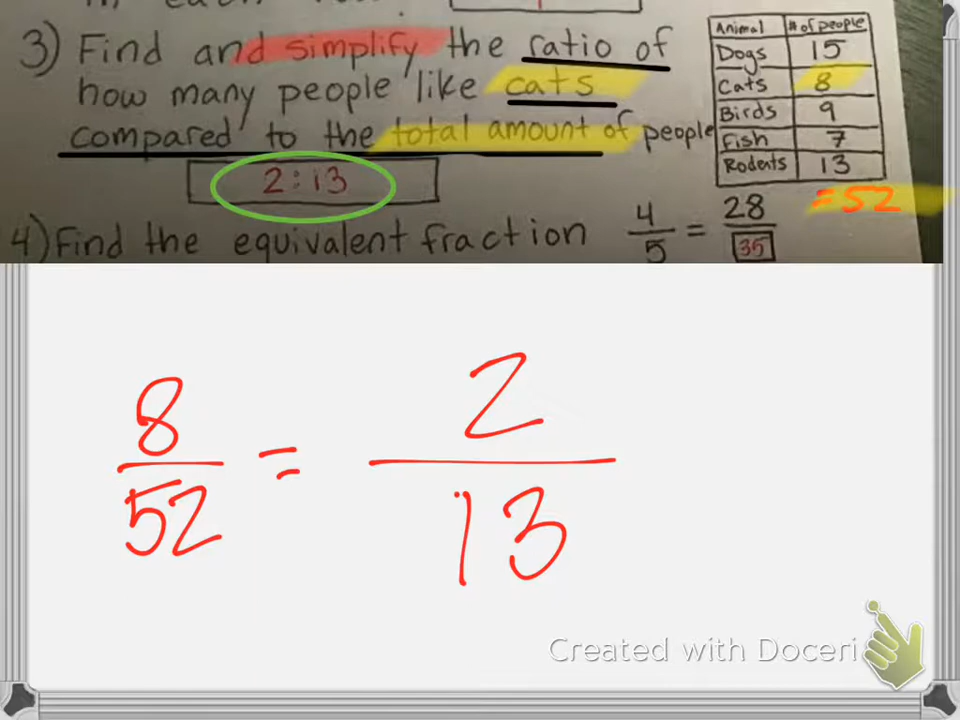 3) Find and simplify the ratio of
how many people like cats
compared to the total amount of people
2:13
Animal # of people
Dogs 15
Cats 8
Birds 9
Fish 7
Rodents 13
= 52
4) Find the equivalent fraction 4/5 = 28/35
8/52 = 2/13
Created with Doceri